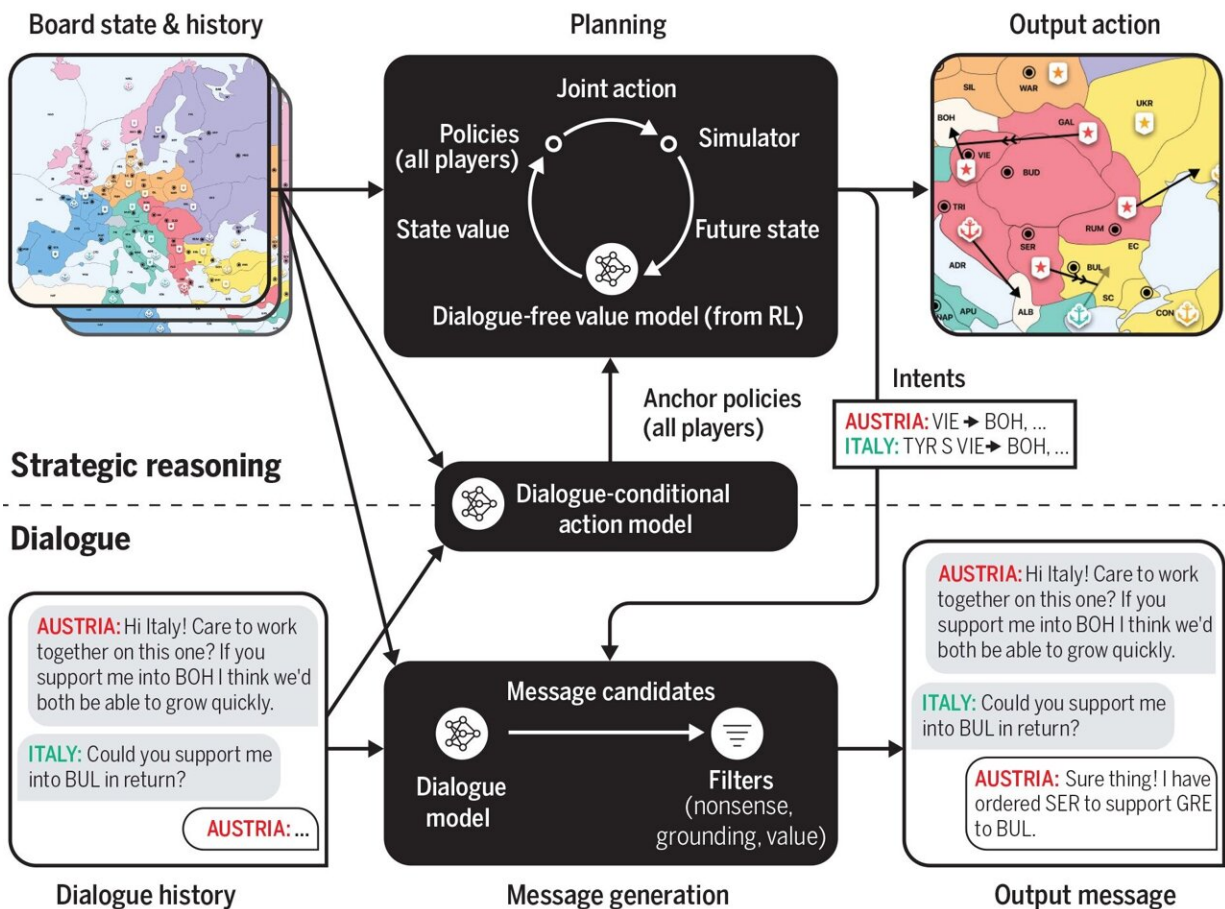 Board state & history
Planning
Output action
Joint action
Policies
(all players)
Simulator
State value
Future state
Dialogue-free value model (from RL)
SIL
WAR
UKR
BOH
GAL
VIE
BUD
TRI
RUM
SER
EC
ADR
BUL
SC
ALB
NAP
APU
CON
Anchor policies
(all players)
Intents
AUSTRIA: VIE → BOH, ...
ITALY: TYR S VIE → BOH, ...
Strategic reasoning
Dialogue-conditional
action model
Dialogue
AUSTRIA: Hi Italy! Care to work
together on this one? If you
support me into BOH I think we'd
both be able to grow quickly.
ITALY: Could you support me
into BUL in return?
AUSTRIA: ...
Dialogue history
Message candidates
Dialogue
model
Filters
(nonsense,
grounding, value)
Message generation
AUSTRIA: Hi Italy! Care to work
together on this one? If you
support me into BOH I think we'd
both be able to grow quickly.
ITALY: Could you support me
into BUL in return?
AUSTRIA: Sure thing! I have
ordered SER to support GRE
to BUL.
Output message